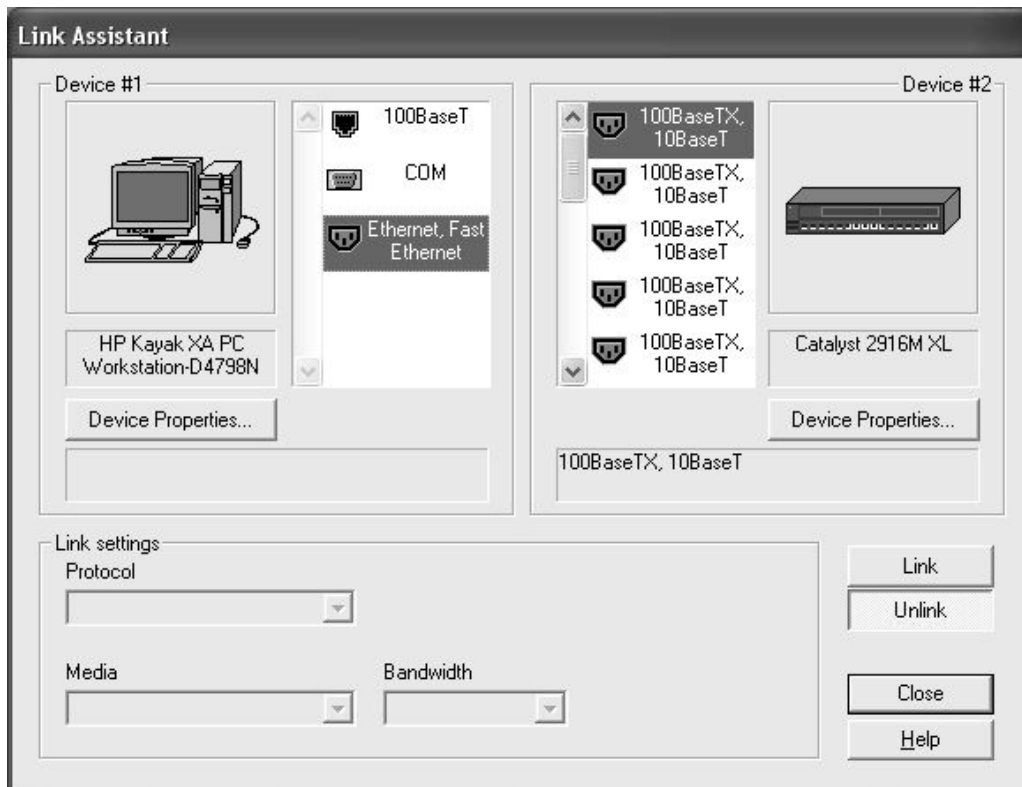 Link Assistant
Device #1
100BaseT
COM
Ethernet, Fast
Ethernet
HP Kayak XA PC
Workstation-D4798N
Device Properties...
Device #2
100BaseTX,
10BaseT
100BaseTX,
10BaseT
100BaseTX,
10BaseT
100BaseTX,
10BaseT
100BaseTX,
10BaseT
Catalyst 2916M XL
Device Properties...
100BaseTX, 10BaseT
Link settings
Protocol
Media
Bandwidth
Link
Unlink
Close
Help